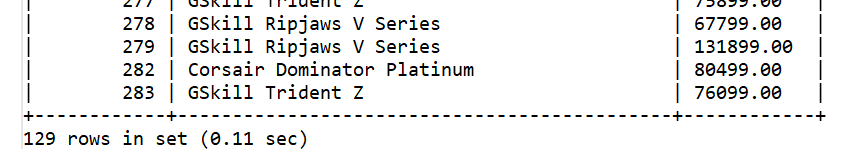 |        277 | GSkill Trident Z                           | 75899.00   |
|        278 | GSkill Ripjaws V Series                    | 67799.00   |
|        279 | GSkill Ripjaws V Series                    | 131899.00  |
|        282 | Corsair Dominator Platinum                 | 80499.00   |
|        283 | GSkill Trident Z                           | 76099.00   |
+------------+--------------------------------------------+------------+
129 rows in set (0.11 sec)